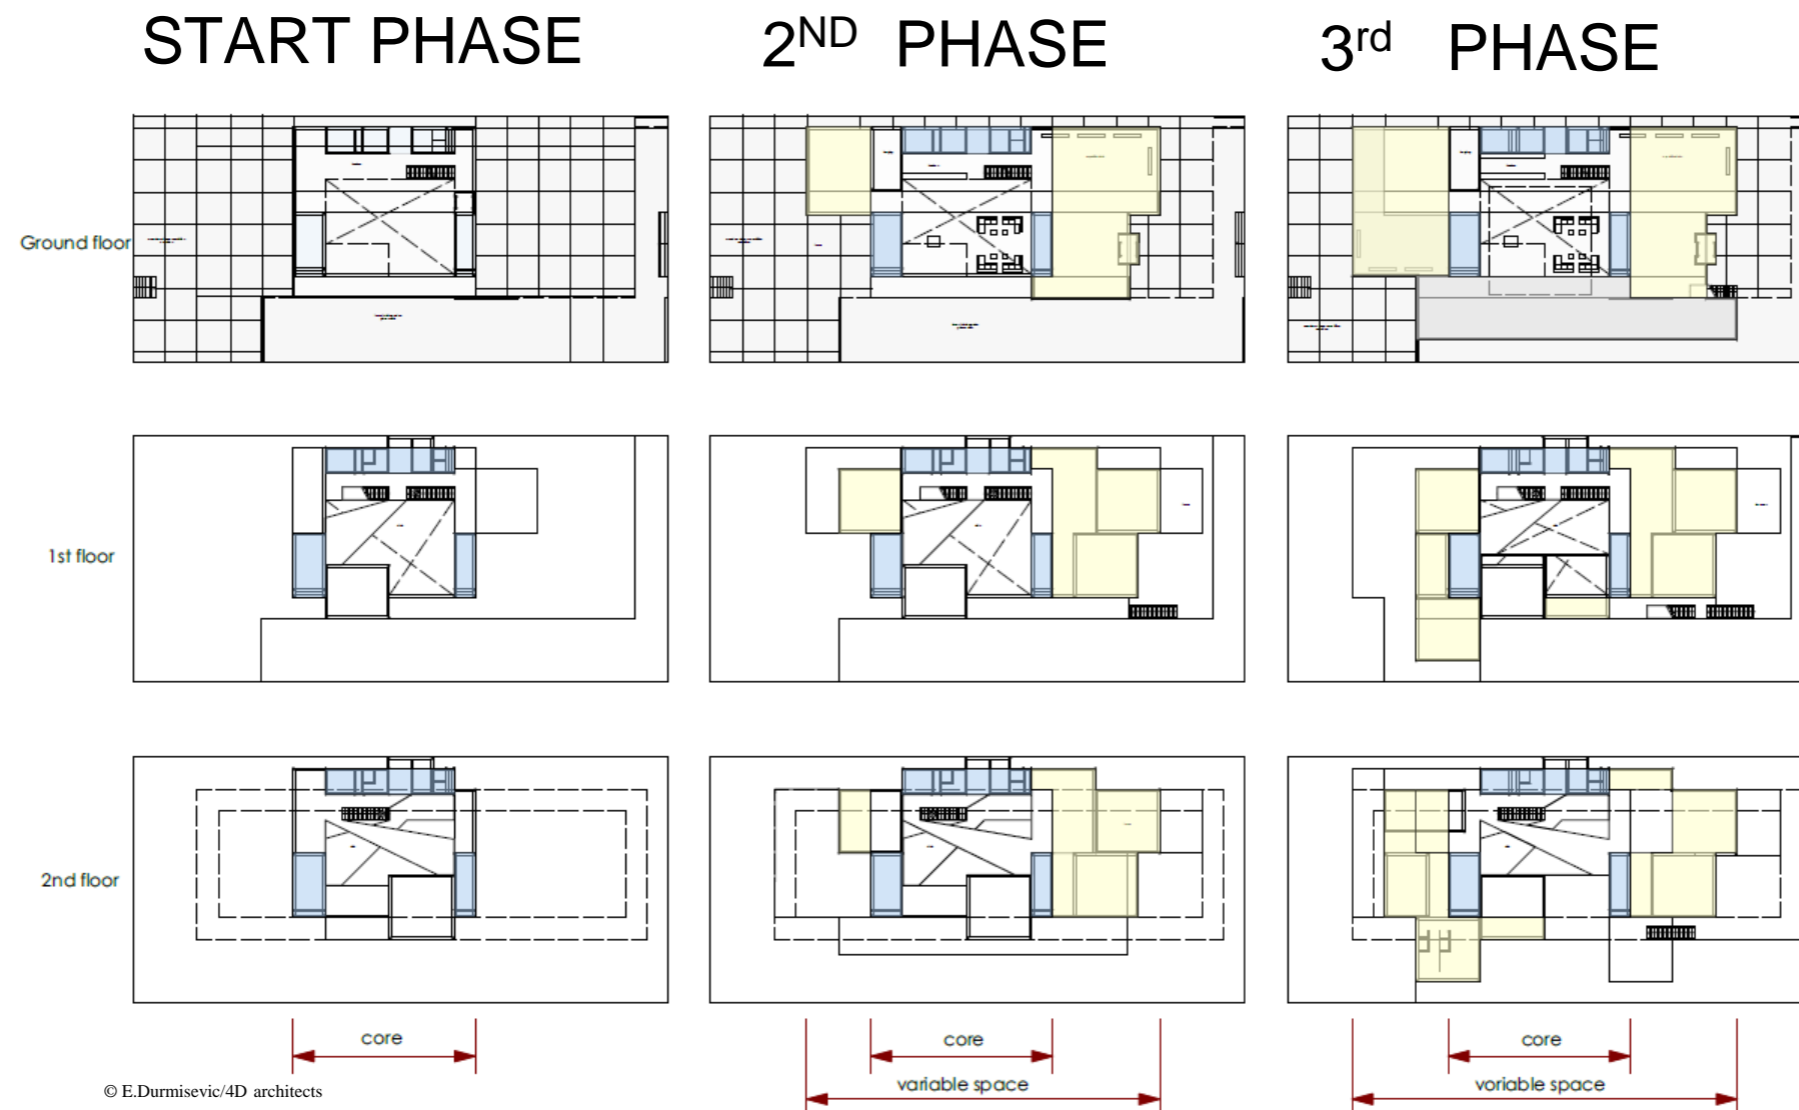 START PHASE
2ND PHASE
3rd PHASE
Ground floor
1st floor
2nd floor
core
core
core
variable space
voriable space
© E.Durmisevic/4D architects